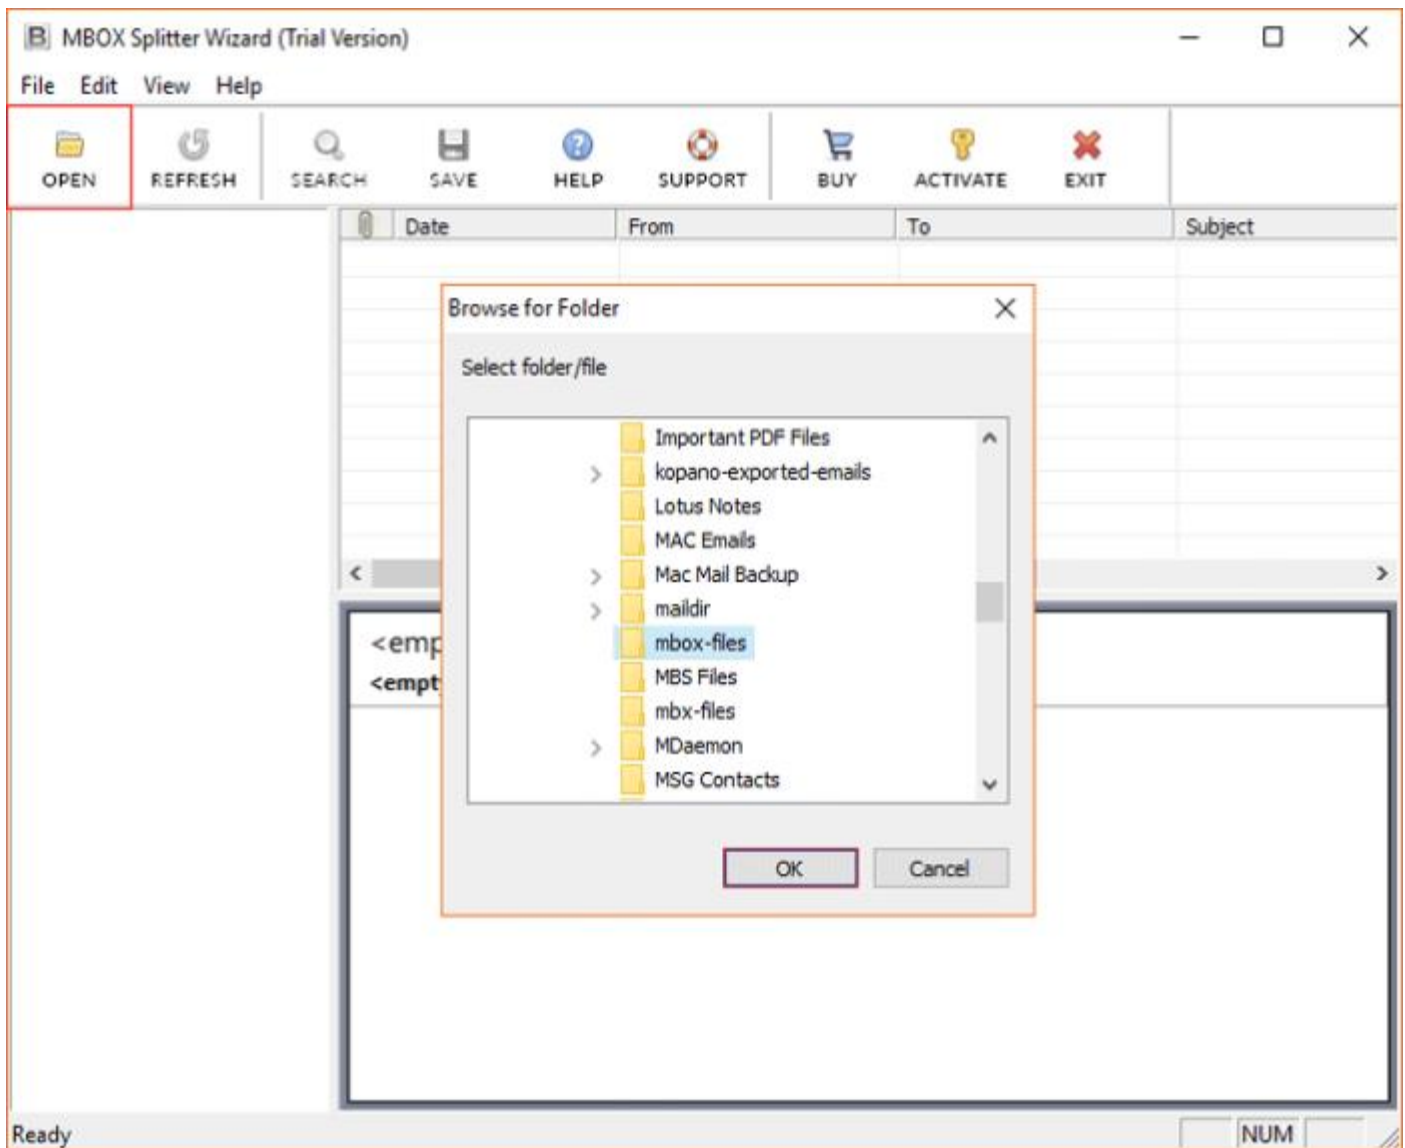 B MBOX Splitter Wizard (Trial Version)
File Edit View Help
OPEN REFRESH SEARCH SAVE HELP SUPPORT BUY ACTIVATE EXIT
Date From To Subject
Browse for Folder
Select folder/file
Important PDF Files
kopano-exported-emails
Lotus Notes
MAC Emails
Mac Mail Backup
maildir
mbox-files
MBS Files
mbx-files
MDaemon
MSG Contacts
OK Cancel
<emp
<empt
Ready NUM